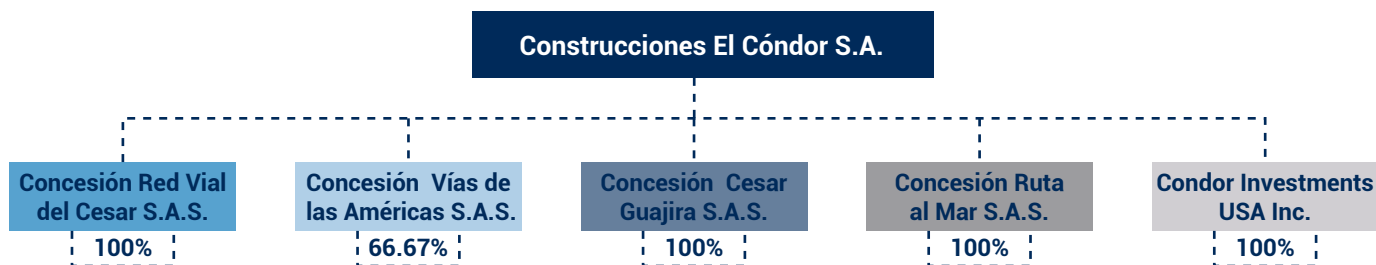 Construcciones El Cóndor S.A.
Concesión Red Vial
del Cesar S.A.S.
100%
Concesión Vías de
las Américas S.A.S.
66.67%
Concesión Cesar
Guajira S.A.S.
100%
Concesión Ruta
al Mar S.A.S.
100%
Condor Investments
USA Inc.
100%